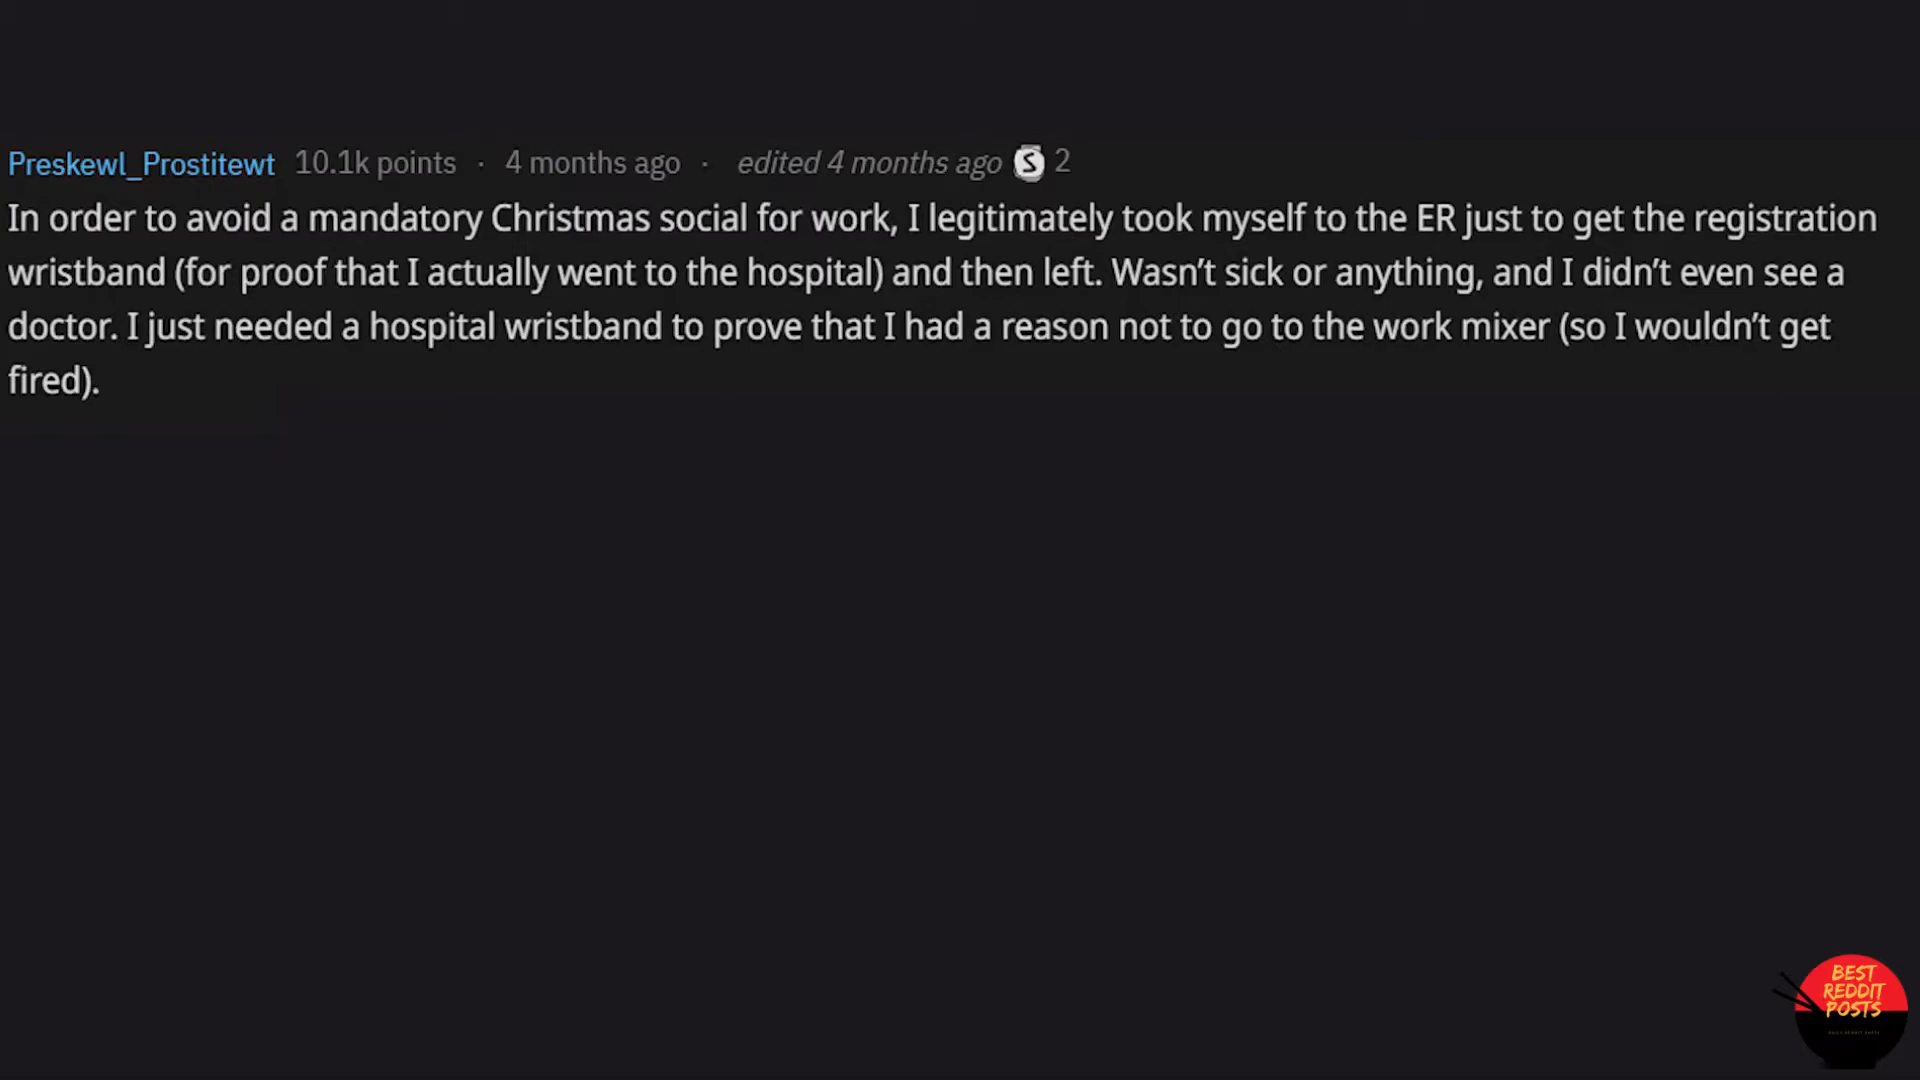 Preskewl_Prostitewt 10.1k points · 4 months ago · edited 4 months ago S 2
In order to avoid a mandatory Christmas social for work, I legitimately took myself to the ER just to get the registration
wristband (for proof that I actually went to the hospital) and then left. Wasn’t sick or anything, and I didn’t even see a
doctor. I just needed a hospital wristband to prove that I had a reason not to go to the work mixer (so I wouldn’t get
fired).
BEST
REDDIT
POSTS